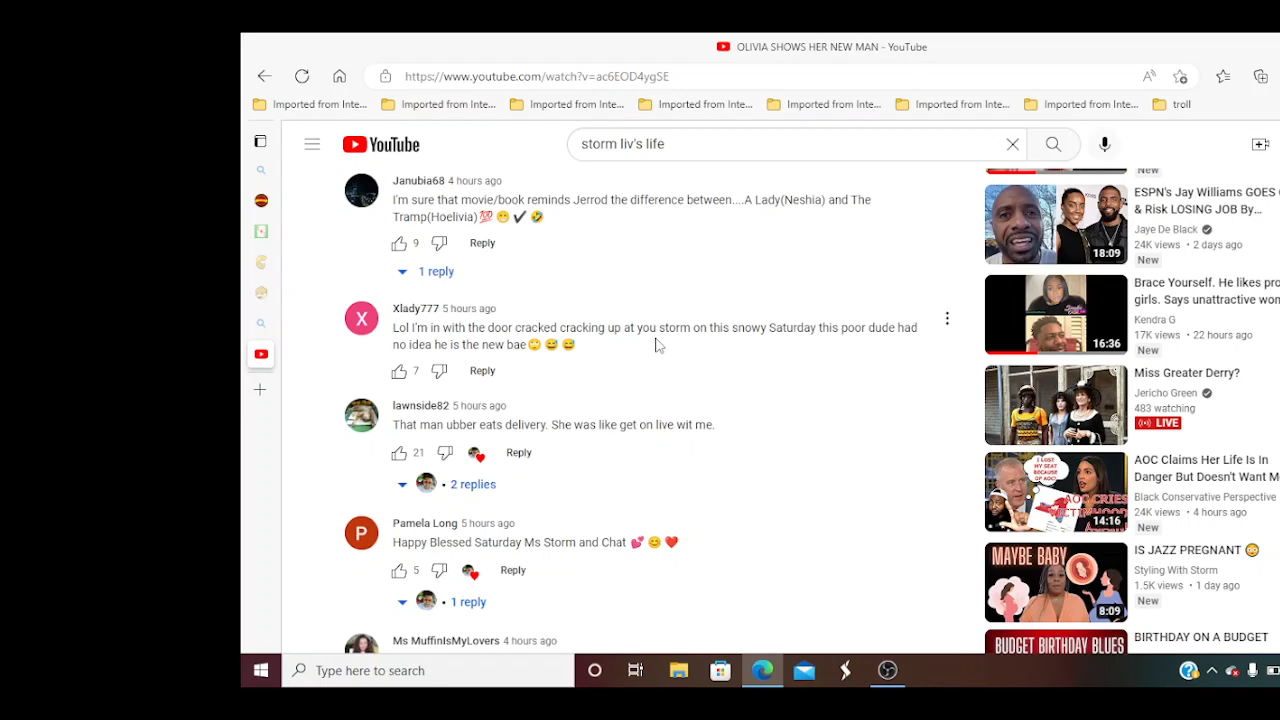 OLIVIA SHOWS HER NEW MAN - YouTube
https://www.youtube.com/watch?v=ac6EOD4ygSE
Imported from Inte...
Imported from Inte...
Imported from Inte...
Imported from Inte...
Imported from Inte...
Imported from Inte...
Imported from Inte...
troll
YouTube
storm liv's life
Janubia68 4 hours ago
I'm sure that movie/book reminds Jerrod the difference between....A Lady(Neshia) and The
Tramp(Hoelivia)💯😁✔🤣
9
Reply
1 reply
X
Xlady777 5 hours ago
Lol I'm in with the door cracked cracking up at you storm on this snowy Saturday this poor dude had
no idea he is the new bae🙄😅😅
7
Reply
lawnside82 5 hours ago
That man ubber eats delivery. She was like get on live wit me.
21
Reply
2 replies
P
Pamela Long 5 hours ago
Happy Blessed Saturday Ms Storm and Chat 💕😊❤
5
Reply
1 reply
Ms MuffinIsMyLovers 4 hours ago
New
ESPN's Jay Williams GOES
& Risk LOSING JOB By...
Jaye De Black
24K views • 2 days ago
New
18:09
Brace Yourself. He likes pr
girls. Says unattractive wo
Kendra G
17K views • 22 hours ago
New
16:36
Miss Greater Derry?
Jericho Green
483 watching
LIVE
AOC Claims Her Life Is In
Danger But Doesn't Want M
Black Conservative Perspective
24K views • 4 hours ago
New
I LOST
MY SEAT
BECAUSE
OF AOC!
AOC CRIES
VICTIMHOOD
14:16
IS JAZZ PREGNANT 😳
Styling With Storm
1.5K views • 1 day ago
New
MAYBE BABY
8:09
BIRTHDAY ON A BUDGET
BUDGET BIRTHDAY BLUES
Type here to search